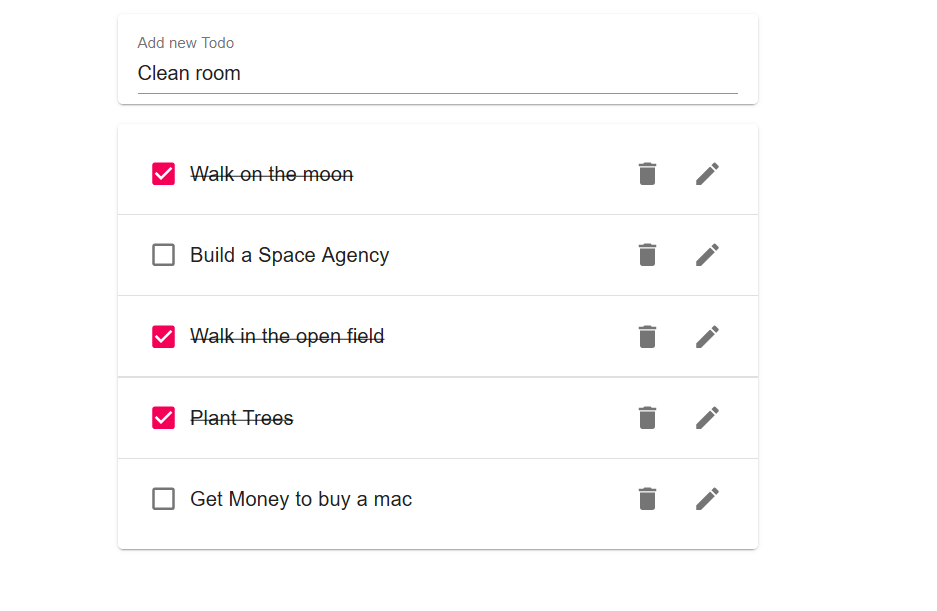 Add new Todo
Clean room
Walk on the moon
Build a Space Agency
Walk in the open field
Plant Trees
Get Money to buy a mac